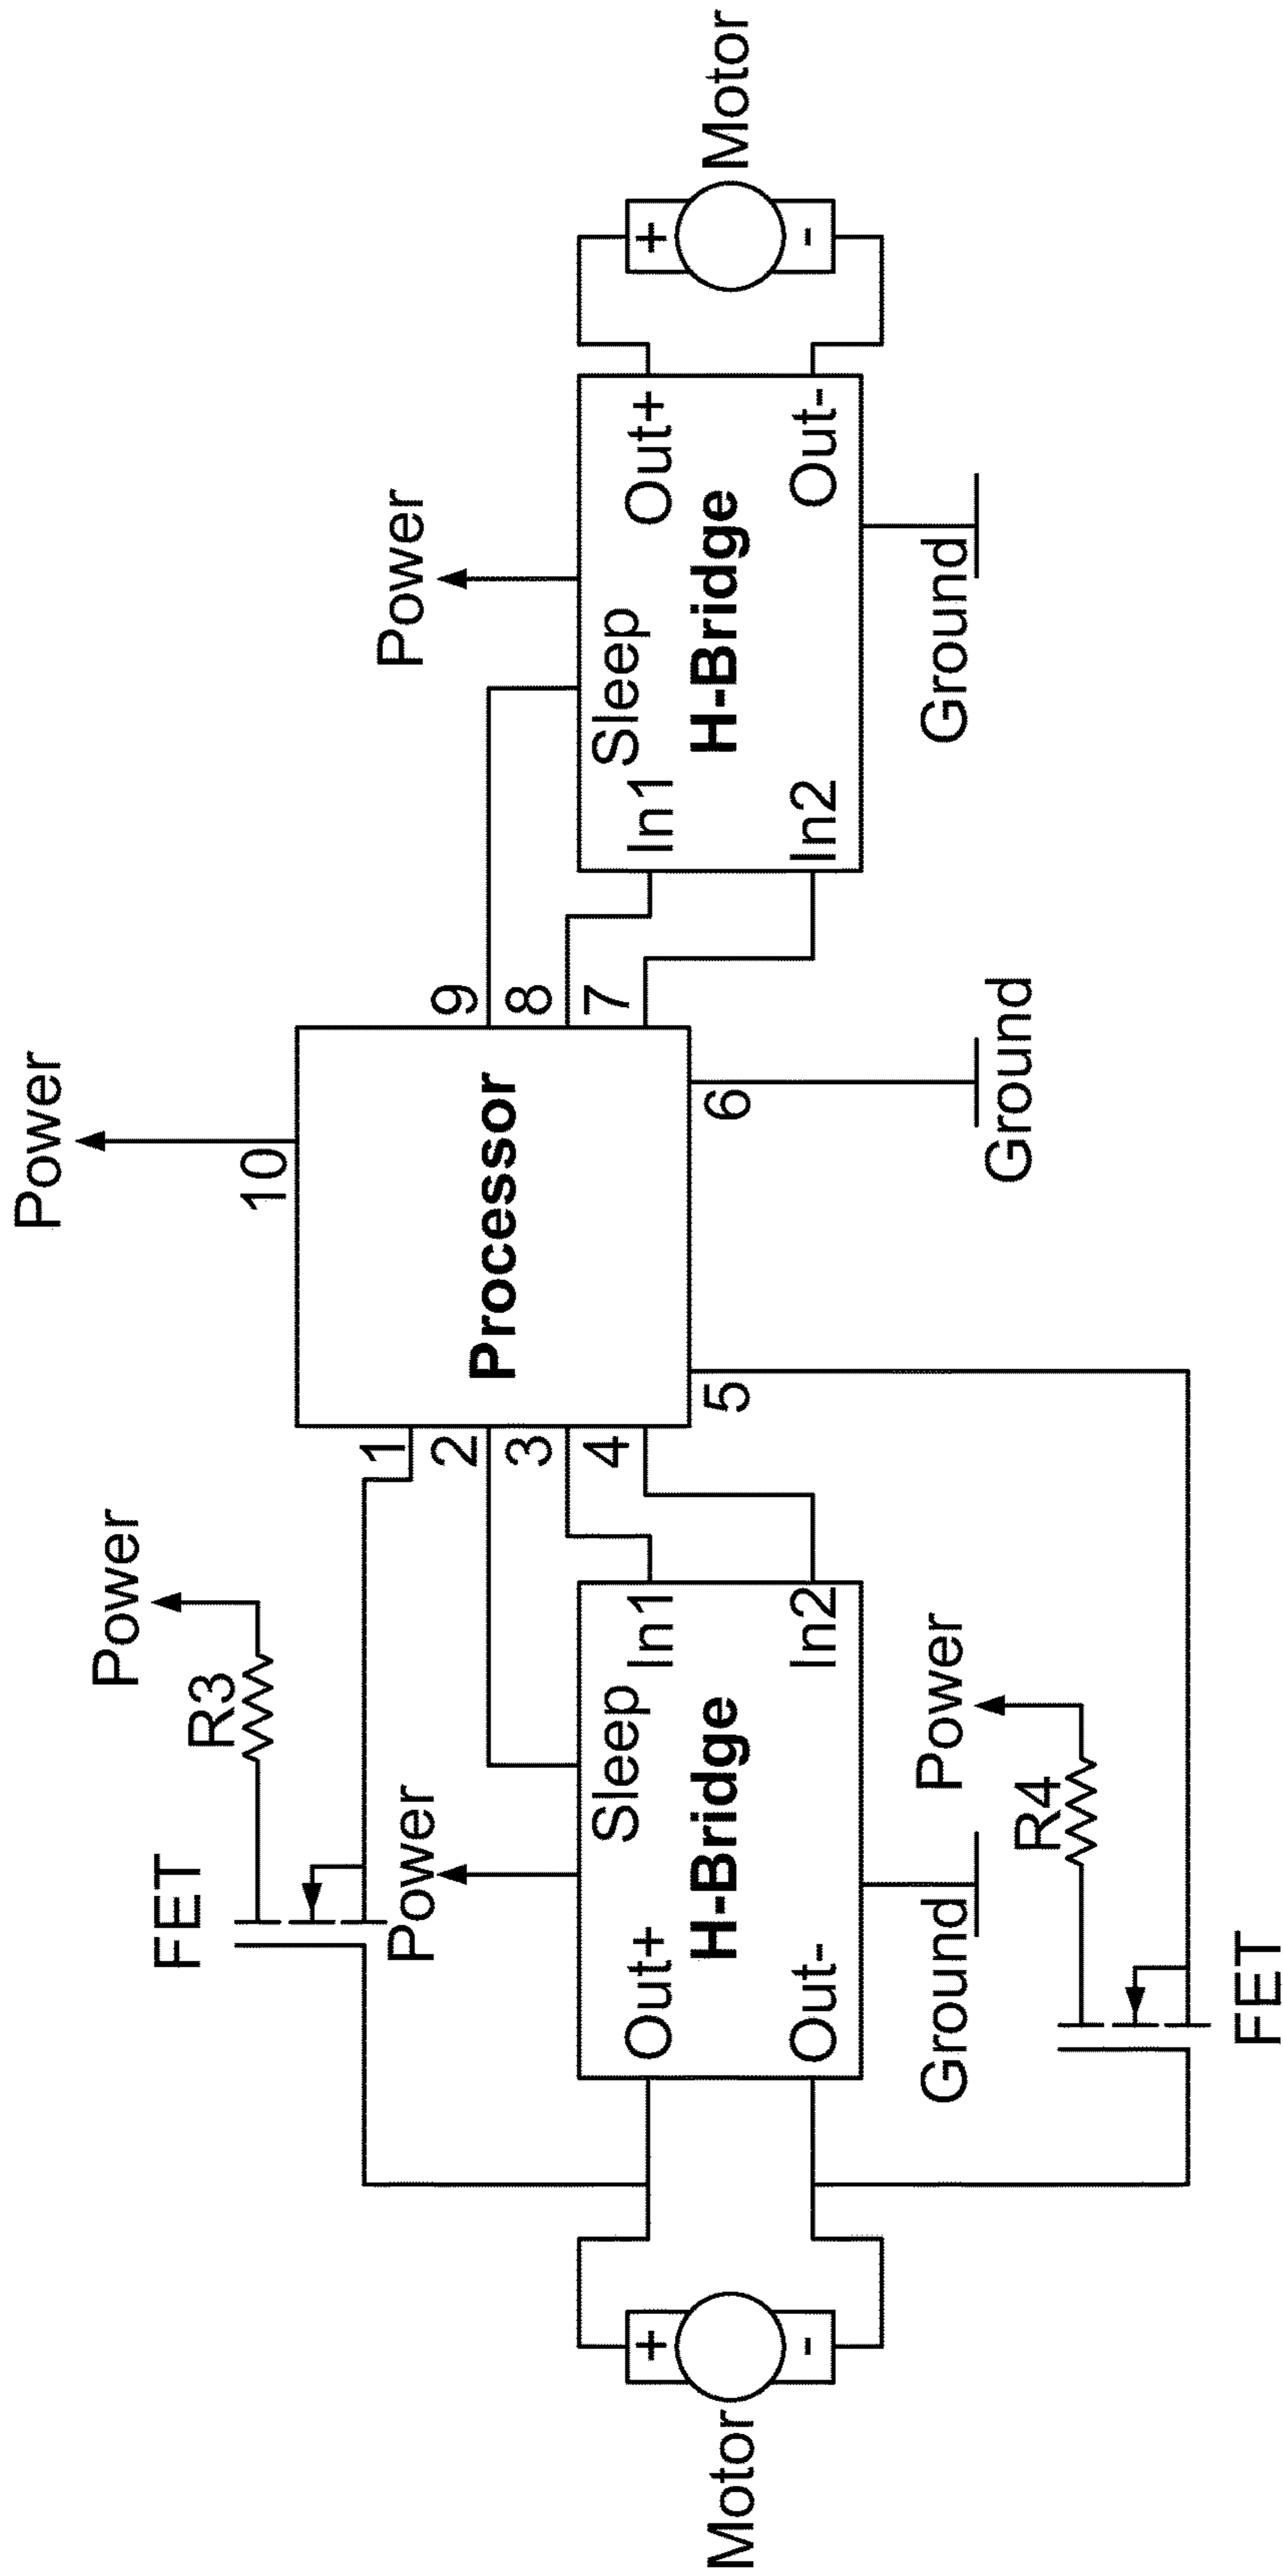 Power
10
Processor
1
2
3
4
5
6
7
8
9
Ground
FET
R3
Power
Power
Sleep
In1
In2
Out+
Out-
H-Bridge
Ground
Motor
+
-
R4
Power
FET
Power
Sleep
In1
In2
Out+
Out-
H-Bridge
Ground
+
-
Motor